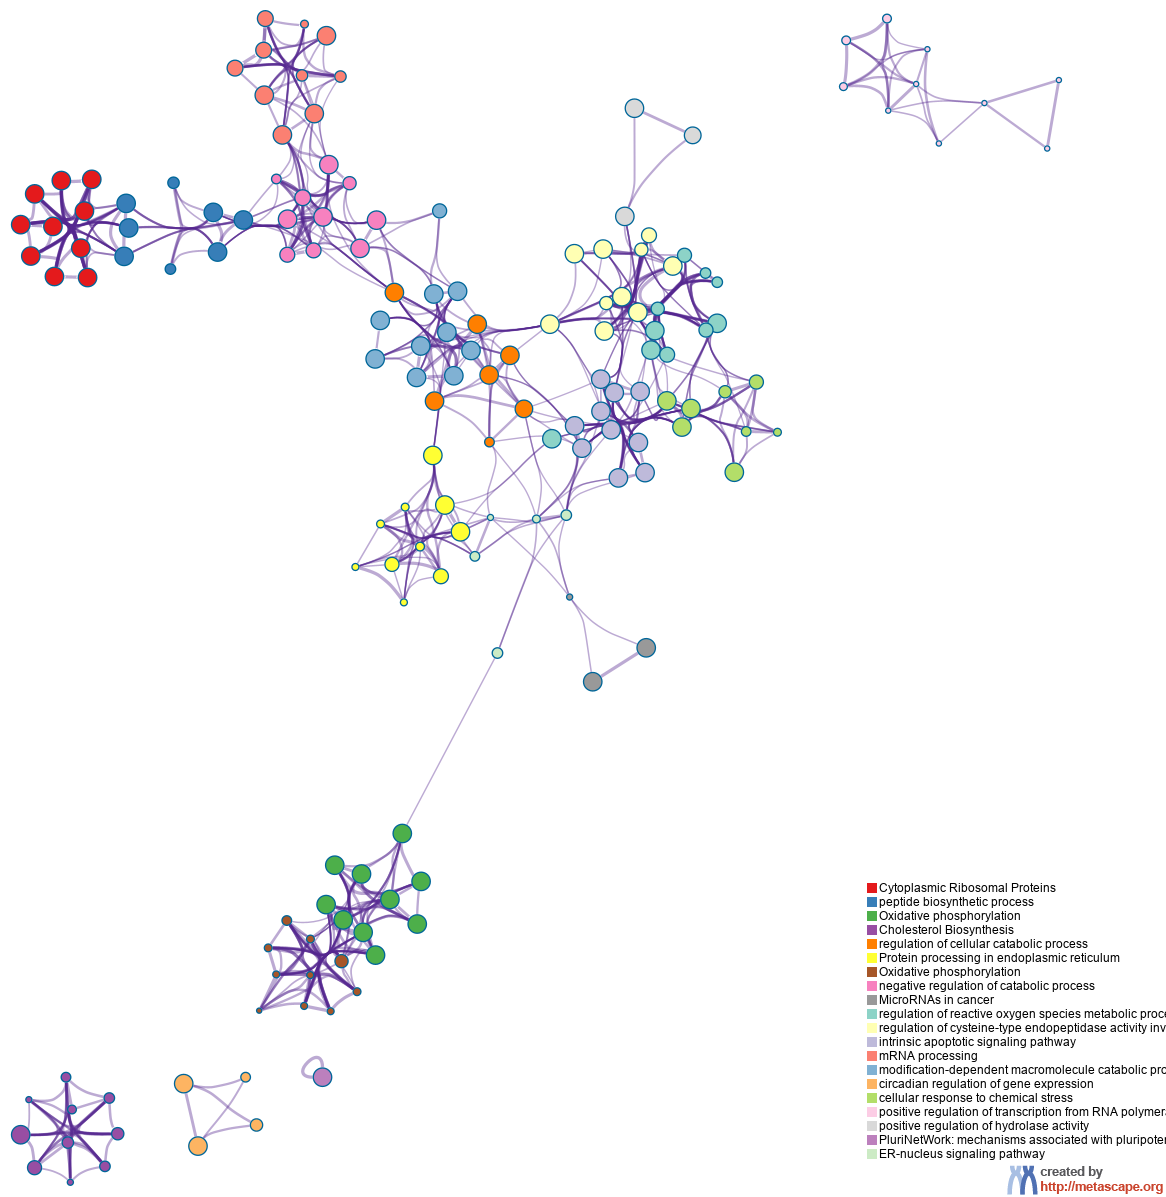 Cytoplasmic Ribosomal Proteins
peptide biosynthetic process
Oxidative phosphorylation
Cholesterol Biosynthesis
regulation of cellular catabolic process
Protein processing in endoplasmic reticulum
Oxidative phosphorylation
negative regulation of catabolic process
MicroRNAs in cancer
regulation of reactive oxygen species metabolic proce
regulation of cysteine-type endopeptidase activity inv
intrinsic apoptotic signaling pathway
mRNA processing
modification-dependent macromolecule catabolic pro
circadian regulation of gene expression
cellular response to chemical stress
positive regulation of transcription from RNA polymera
positive regulation of hydrolase activity
PluriNetWork: mechanisms associated with pluripoten
ER-nucleus signaling pathway
created by
http://metascape.org